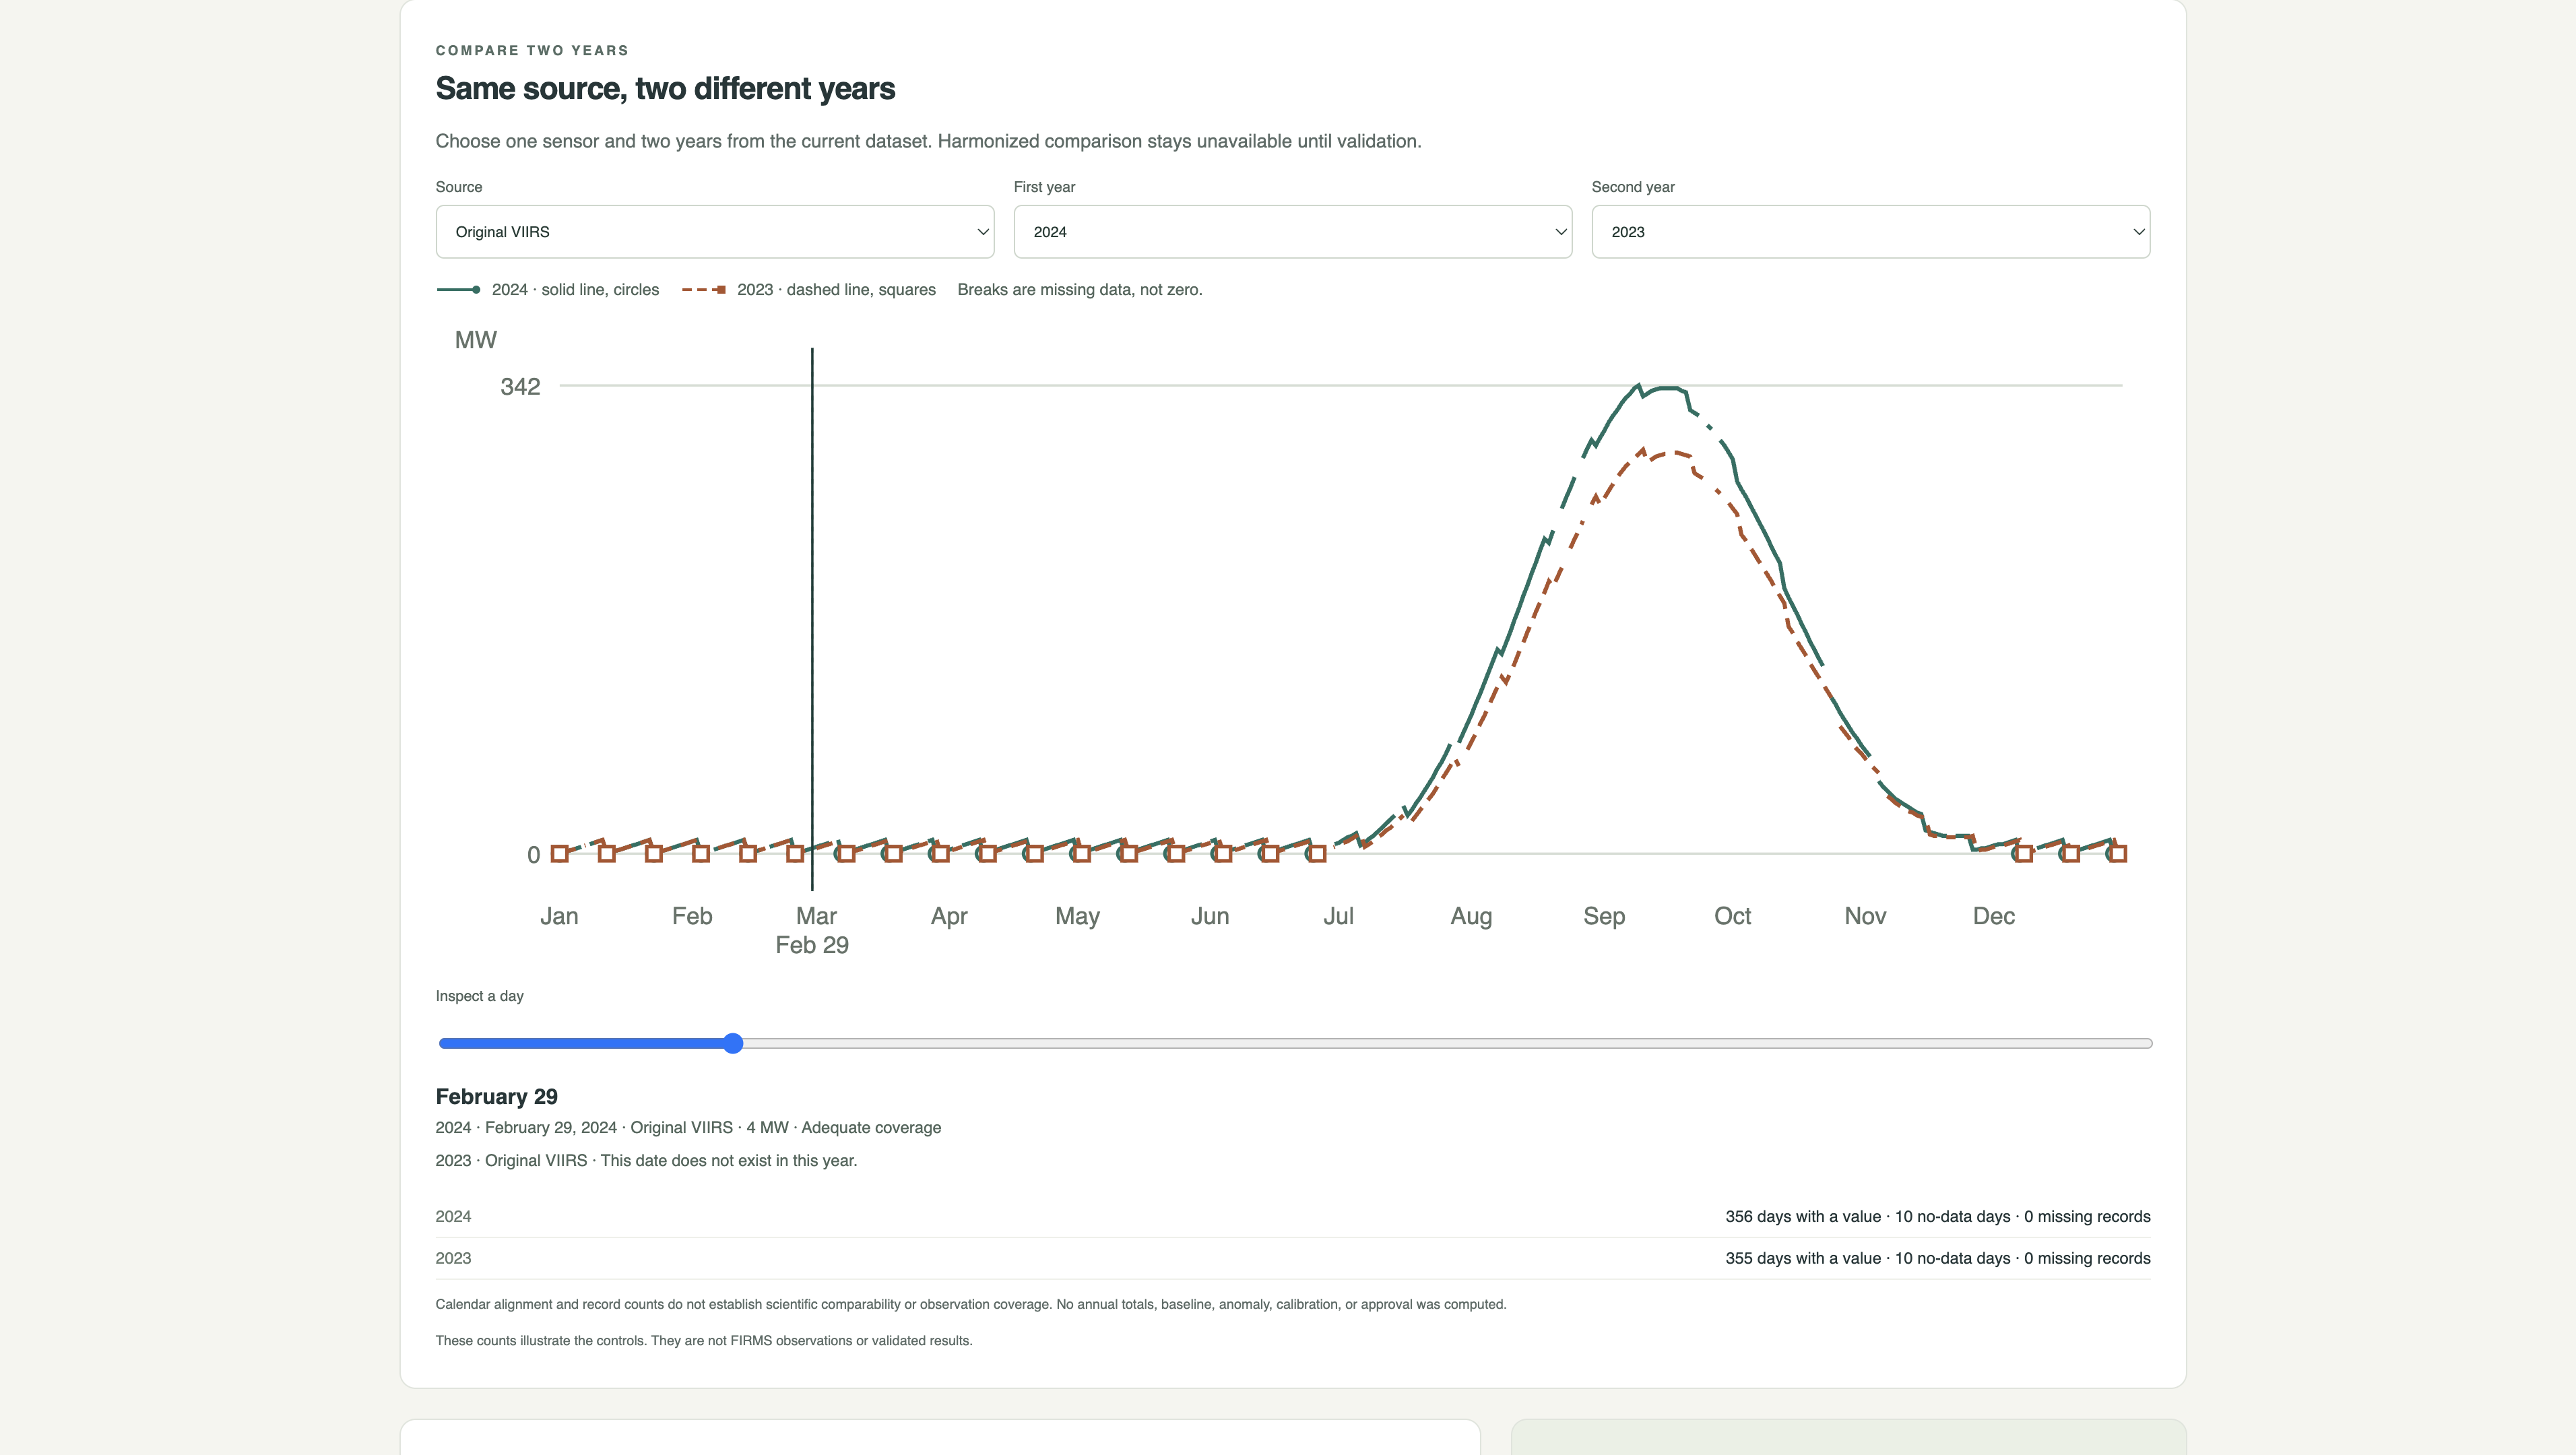 COMPARE TWO YEARS
Same source, two different years
Choose one sensor and two years from the current dataset. Harmonized comparison stays unavailable until validation.
Source
First year
Second year
Original VIIRS
2024
2023
2024 · solid line, circles
2023 · dashed line, squares
Breaks are missing data, not zero.
MW
342
0
Jan
Feb
Mar
Apr
May
Jun
Jul
Aug
Sep
Oct
Nov
Dec
Feb 29
Inspect a day
February 29
2024 · February 29, 2024 · Original VIIRS · 4 MW · Adequate coverage
2023 · Original VIIRS · This date does not exist in this year.
2024
356 days with a value · 10 no-data days · 0 missing records
2023
355 days with a value · 10 no-data days · 0 missing records
Calendar alignment and record counts do not establish scientific comparability or observation coverage. No annual totals, baseline, anomaly, calibration, or approval was computed.
These counts illustrate the controls. They are not FIRMS observations or validated results.